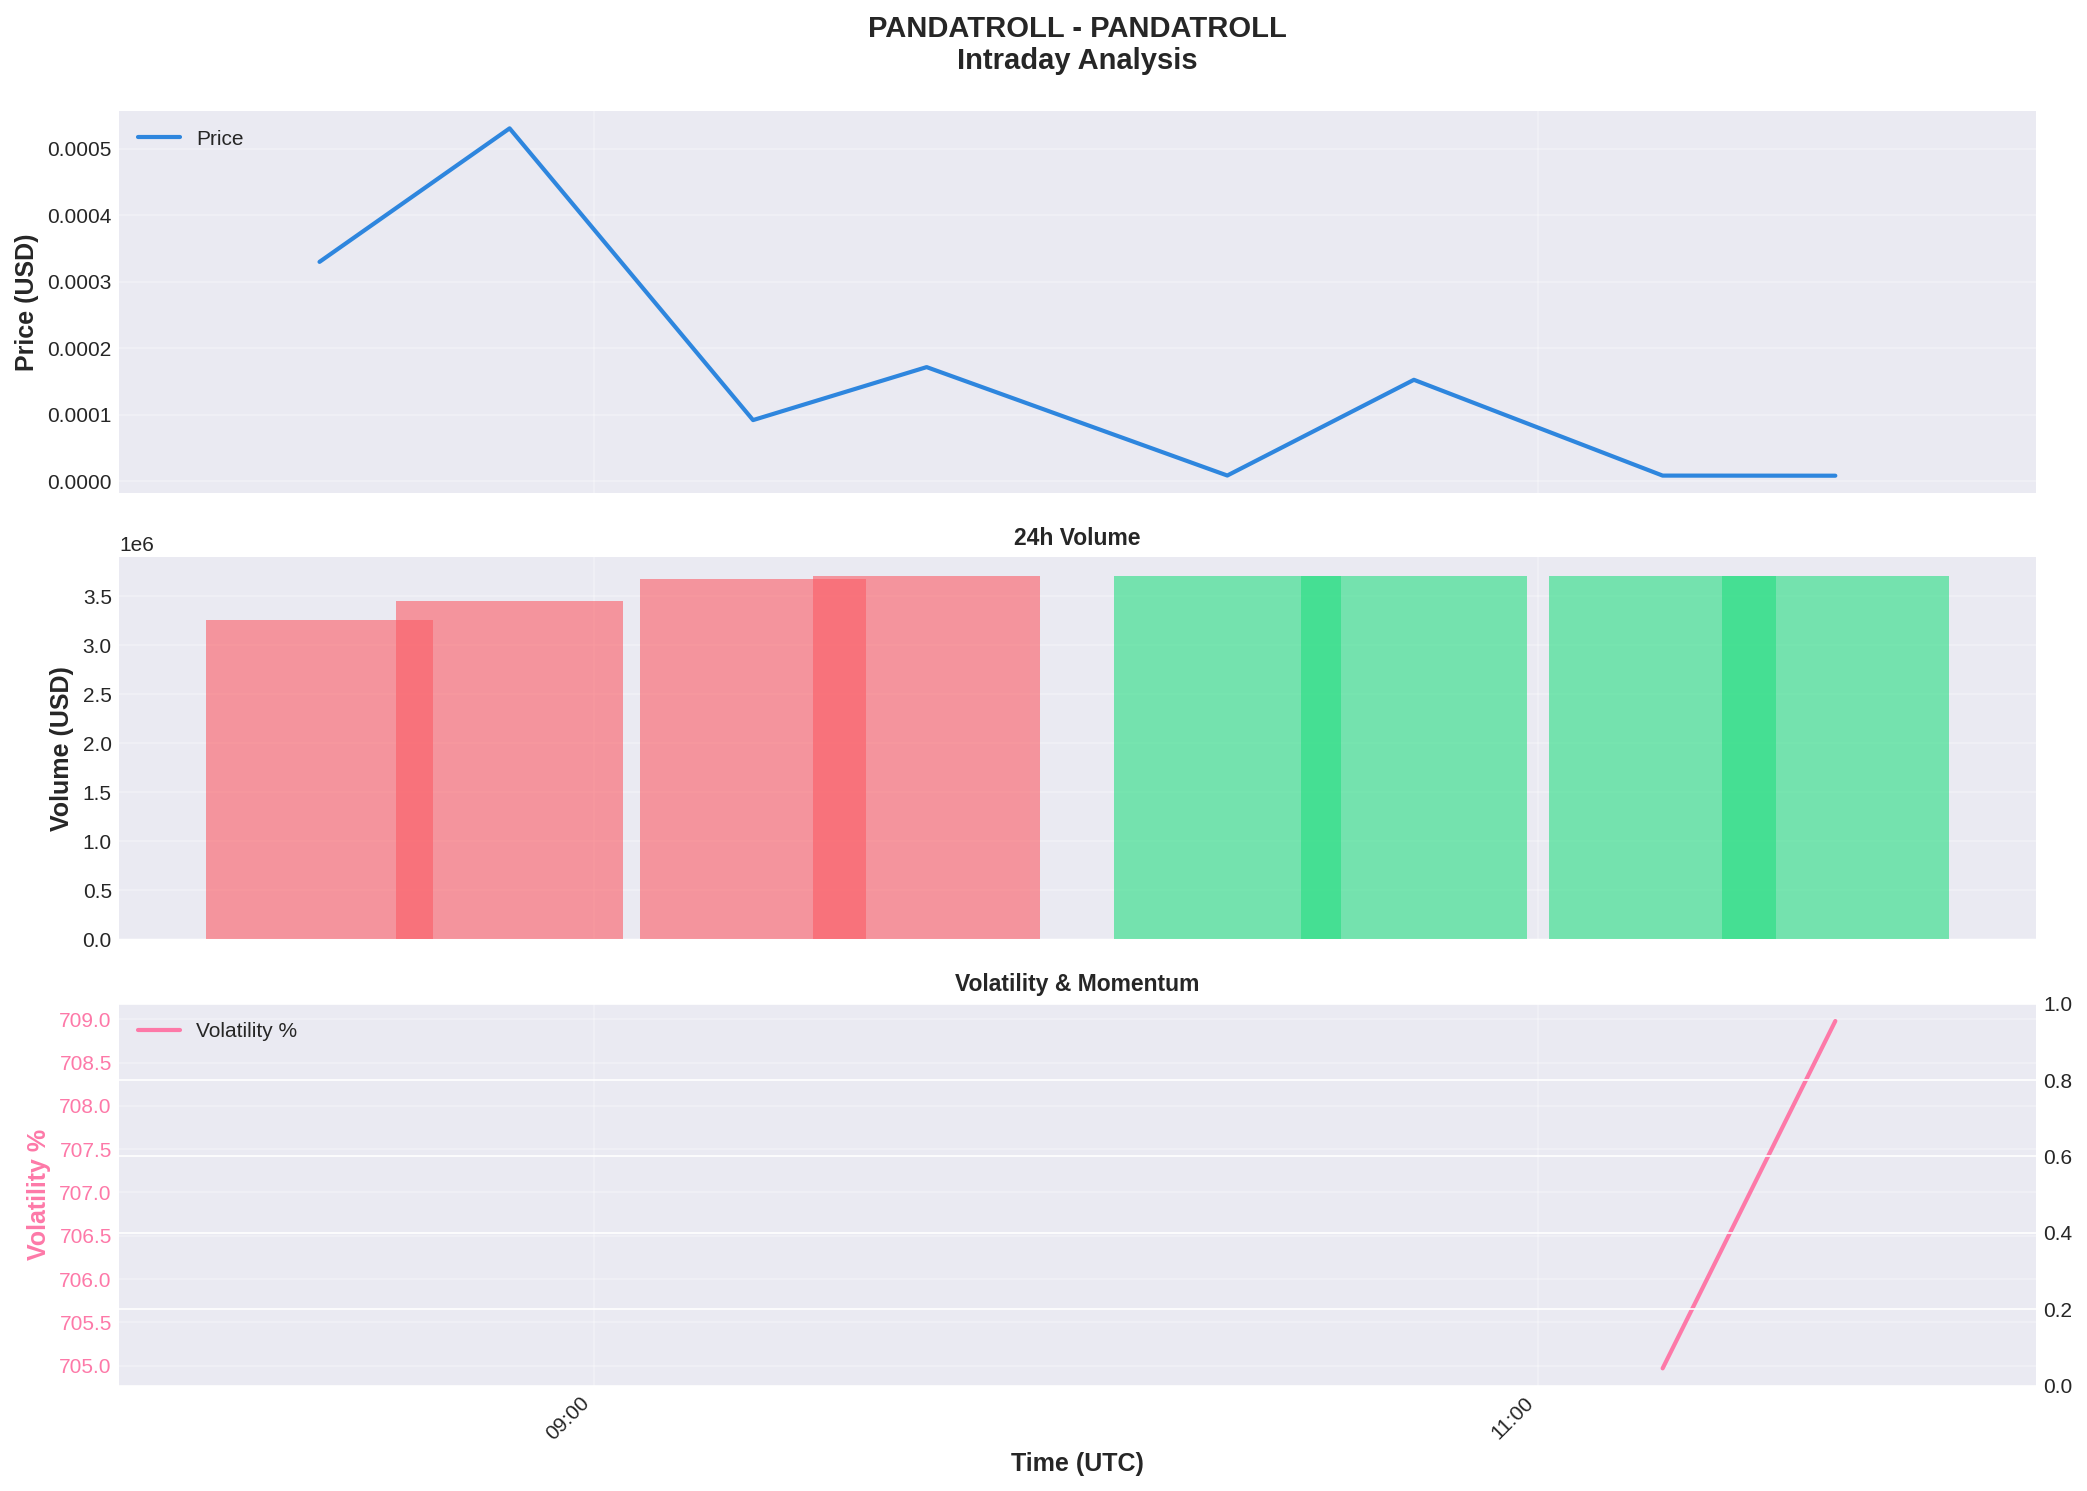 PANDATROLL - PANDATROLL
Intraday Analysis
Price
Price (USD)
0.0005
0.0004
0.0003
0.0002
0.0001
0.0000
24h Volume
1e6
Volume (USD)
3.5
3.0
2.5
2.0
1.5
1.0
0.5
0.0
Volatility & Momentum
Volatility %
Volatility %
709.0
708.5
708.0
707.5
707.0
706.5
706.0
705.5
705.0
1.0
0.8
0.6
0.4
0.2
0.0
09:00
11:00
Time (UTC)